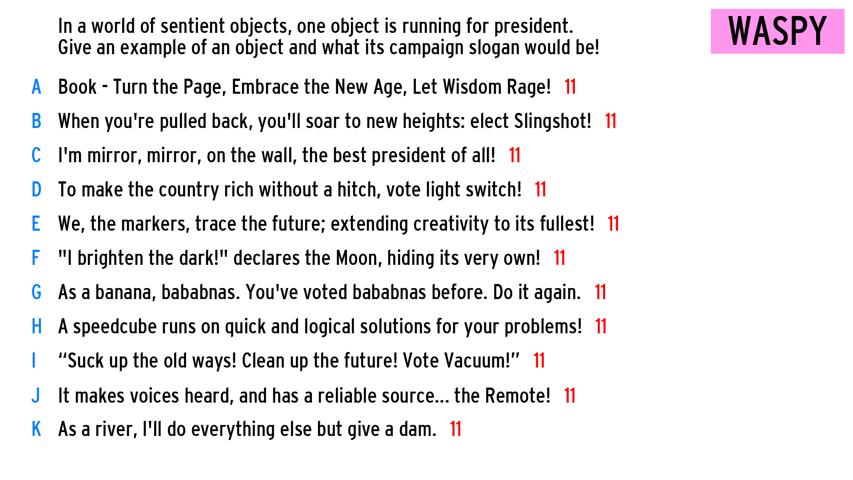 In a world of sentient objects, one object is running for president.
Give an example of an object and what its campaign slogan would be!
WASPY
A Book - Turn the Page, Embrace the New Age, Let Wisdom Rage! 11
B When you're pulled back, you'll soar to new heights: elect Slingshot! 11
C I'm mirror, mirror, on the wall, the best president of all! 11
D To make the country rich without a hitch, vote light switch! 11
E We, the markers, trace the future; extending creativity to its fullest! 11
F "I brighten the dark!" declares the Moon, hiding its very own! 11
G As a banana, bababnas. You've voted bababnas before. Do it again. 11
H A speedcube runs on quick and logical solutions for your problems! 11
I “Suck up the old ways! Clean up the future! Vote Vacuum!” 11
J It makes voices heard, and has a reliable source... the Remote! 11
K As a river, I'll do everything else but give a dam. 11